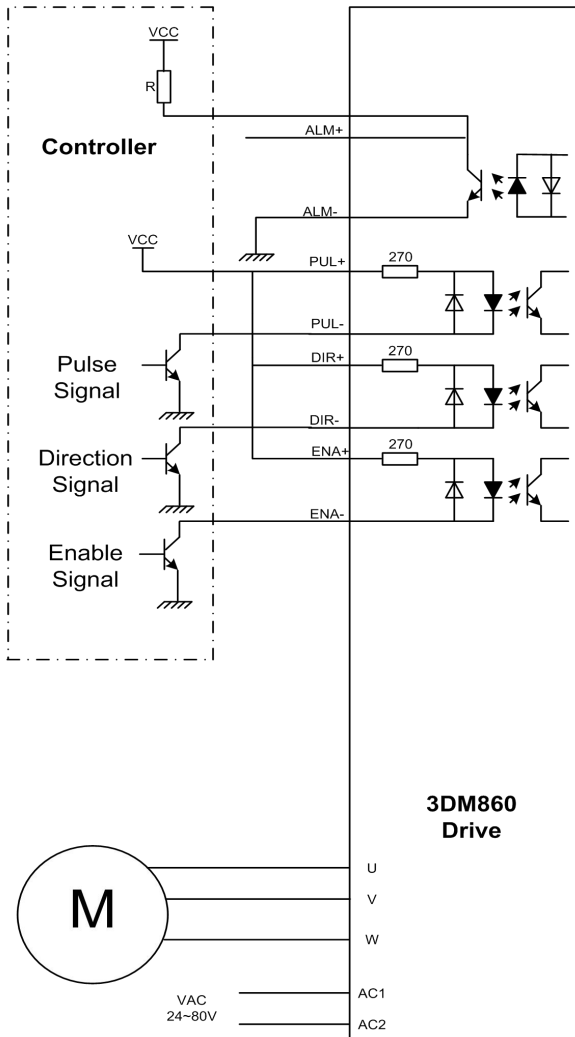 VCC
R
ALM+
Controller
ALM-
VCC
PUL+
270
PUL-
Pulse
Signal
DIR+
270
DIR-
Direction
Signal
ENA+
270
ENA-
Enable
Signal
3DM860
Drive
M
U
V
W
VAC
24~80V
AC1
AC2